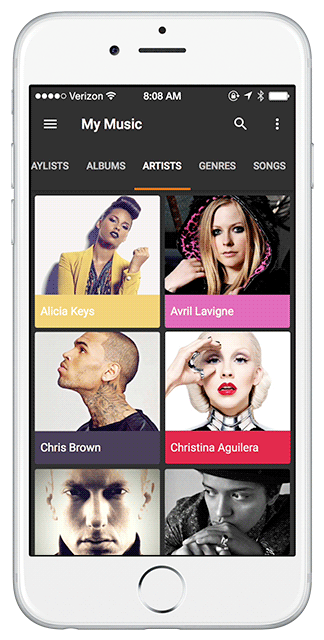 Verizon 8:08 AM
My Music
AYLISTS ALBUMS ARTISTS GENRES SONGS
Alicia Keys Avril Lavigne
Chris Brown Christina Aguilera